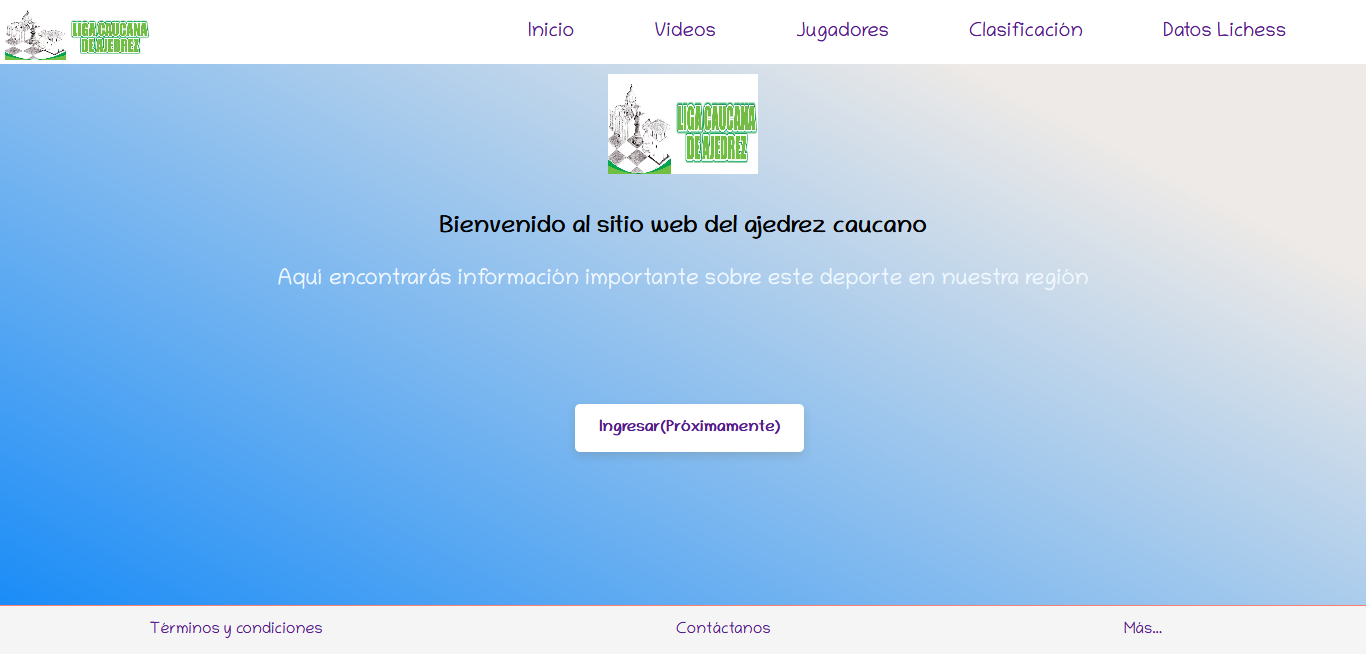 LIGA CAUCANA
DE AJEDREZ
Inicio Videos Jugadores Clasificación Datos Lichess
LIGA CAUCANA
DE AJEDREZ
Bienvenido al sitio web del ajedrez caucano
Aquí encontrarás información importante sobre este deporte en nuestra región
Ingresar(Próximamente)
Términos y condiciones Contáctanos Más...